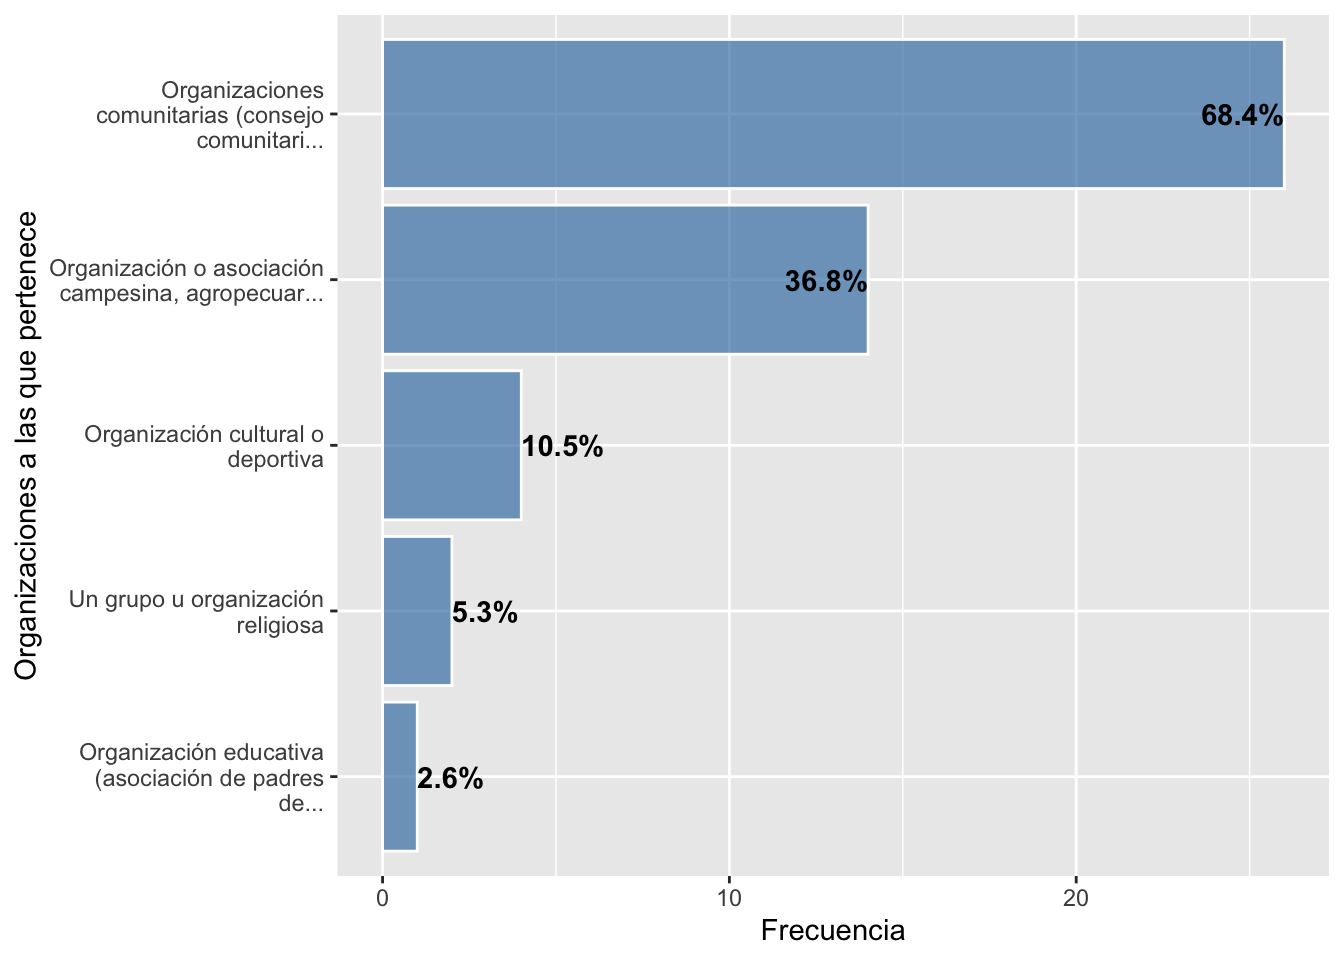 Organizaciones
comunitarias (consejo
comunitari...
68.4%
Organización o asociación
campesina, agropecuar...
36.8%
Organización cultural o
deportiva
10.5%
Un grupo u organización
religiosa
5.3%
Organización educativa
(asociación de padres
de...
2.6%
Organizaciones a las que pertenece
0 10 20
Frecuencia